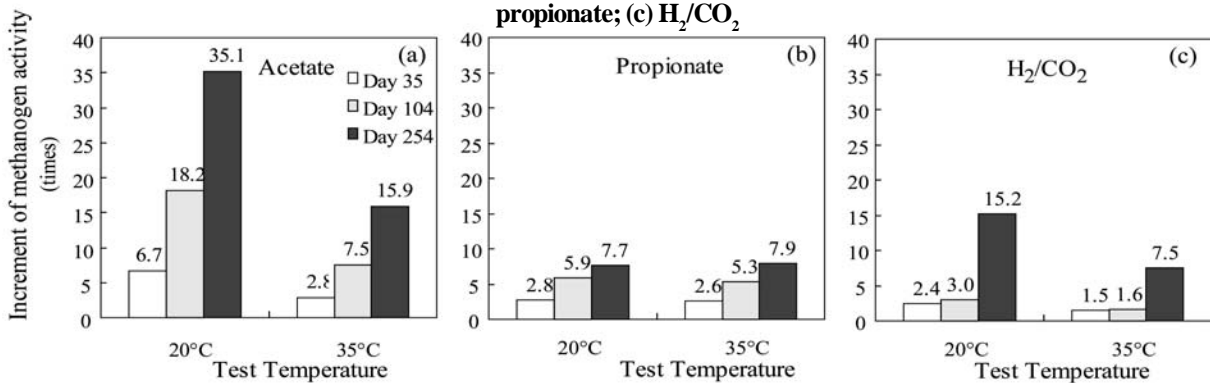 propionate; (c) H₂/CO₂
Increment of methanogen activity
(times)
40
35
30
25
20
15
10
5
0
(a)
Acetate
Day 35
Day 104
Day 254
6.7
18.2
35.1
2.8
7.5
15.9
20°C
35°C
Test Temperature
40
35
30
25
20
15
10
5
0
(b)
Propionate
2.8
5.9
7.7
2.6
5.3
7.9
20°C
35°C
Test Temperature
40
35
30
25
20
15
10
5
0
(c)
H₂/CO₂
2.4
3.0
15.2
1.5
1.6
7.5
20°C
35°C
Test Temperature